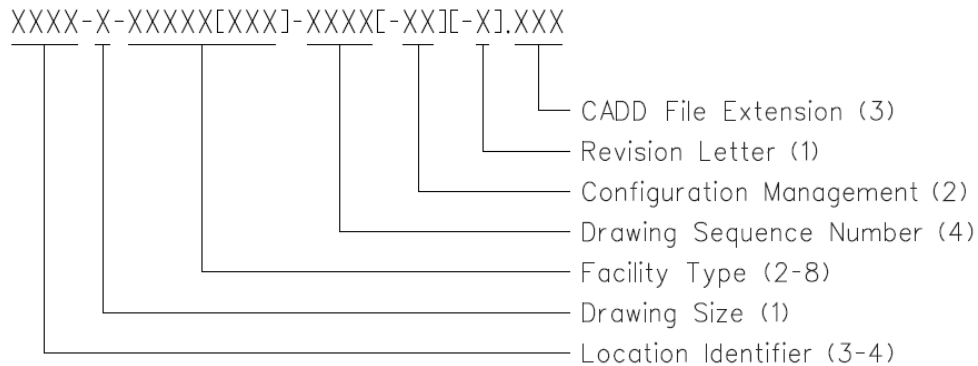 XXXX-X-XXXXX[XXX]-XXXX[-XX][-X].XXX
CADD File Extension (3)
Revision Letter (1)
Configuration Management (2)
Drawing Sequence Number (4)
Facility Type (2-8)
Drawing Size (1)
Location Identifier (3-4)